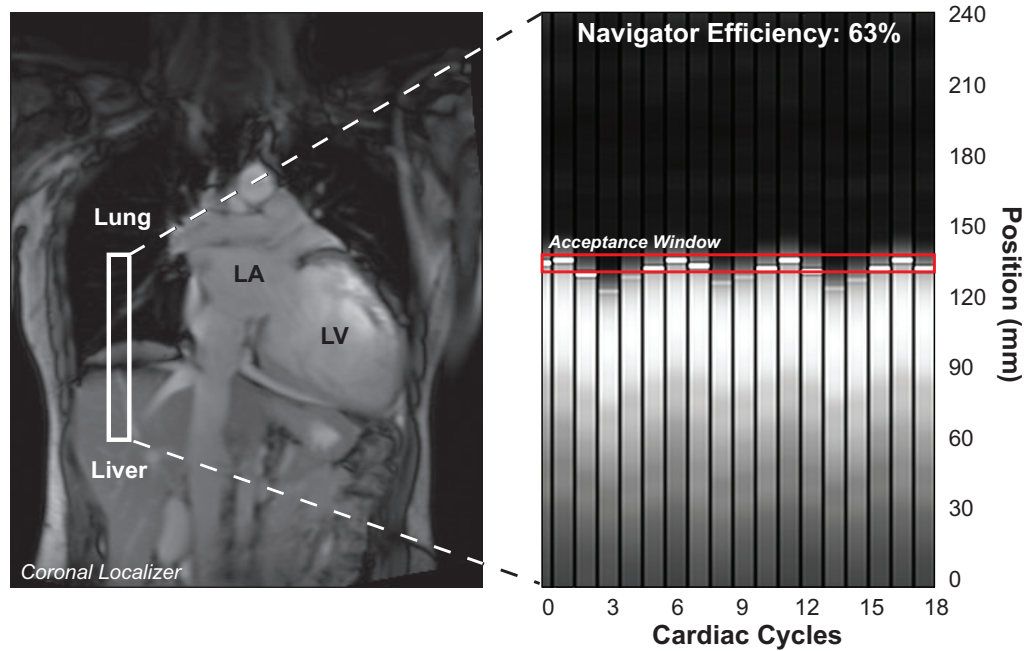 Lung
LA
LV
Liver
Coronal Localizer
Navigator Efficiency: 63%
Acceptance Window
240
210
180
150
120
90
60
30
0
Position (mm)
0 3 6 9 12 15 18
Cardiac Cycles